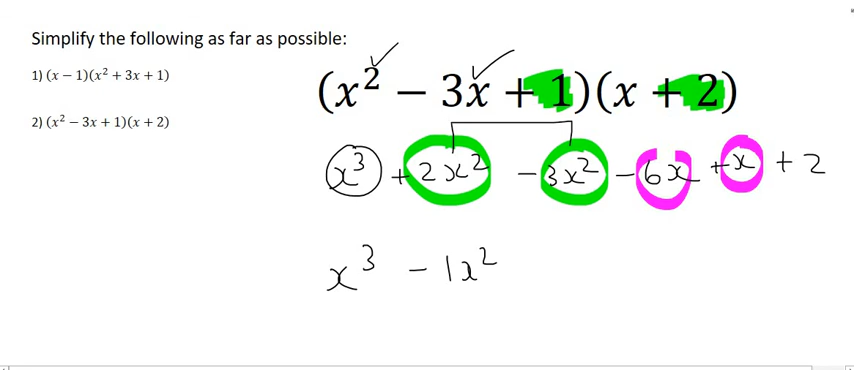 Simplify the following as far as possible:
1) (x − 1)(x² + 3x + 1)
(x² − 3x + 1)(x + 2)
2) (x² − 3x + 1)(x + 2)
x³ + 2x² − 3x² − 6x + x + 2
x³ − 1x²